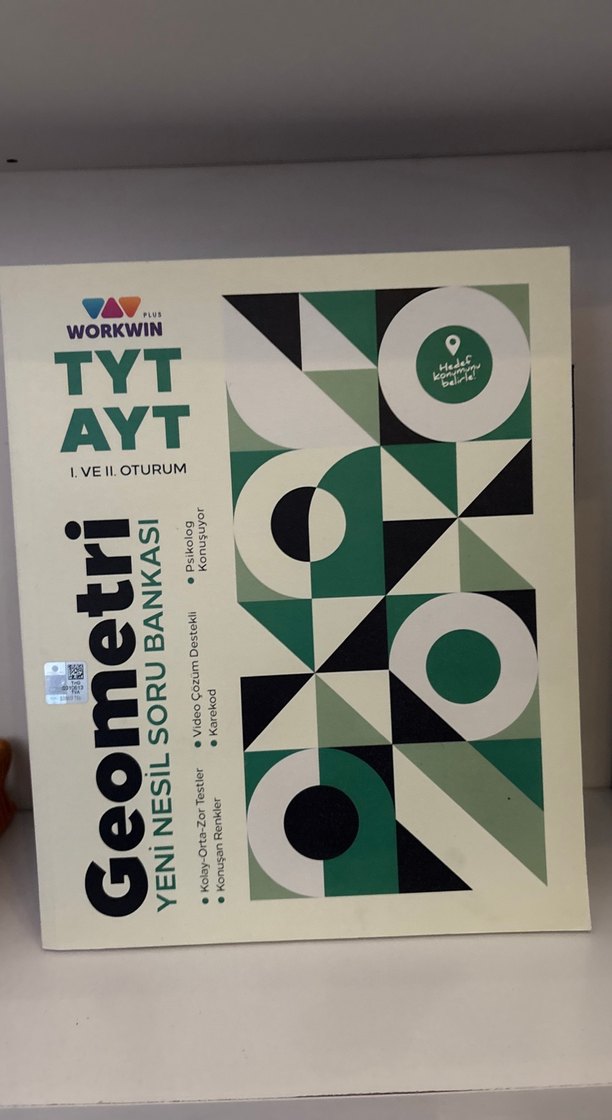 PLUS
WORKWIN
TYT
AYT
I. VE II. OTURUM
Geometri
YENİ NESİL SORU BANKASI
• Kolay-Orta-Zor Testler
• Konuşan Renkler
• Video Çözüm Destekli
• Karekod
• Psikolog
Konuşuyor
Hedef
konumunu
belirle!